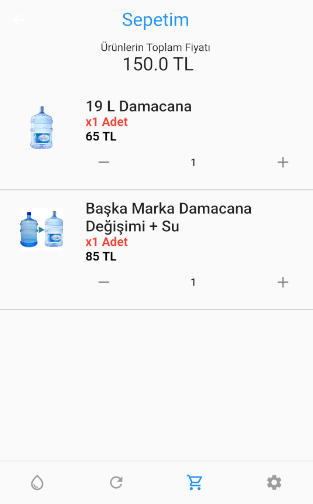 Sepetim
Ürünlerin Toplam Fiyatı
150.0 TL
19 L Damacana
x1 Adet
65 TL
1
Başka Marka Damacana
Değişimi + Su
x1 Adet
85 TL
1